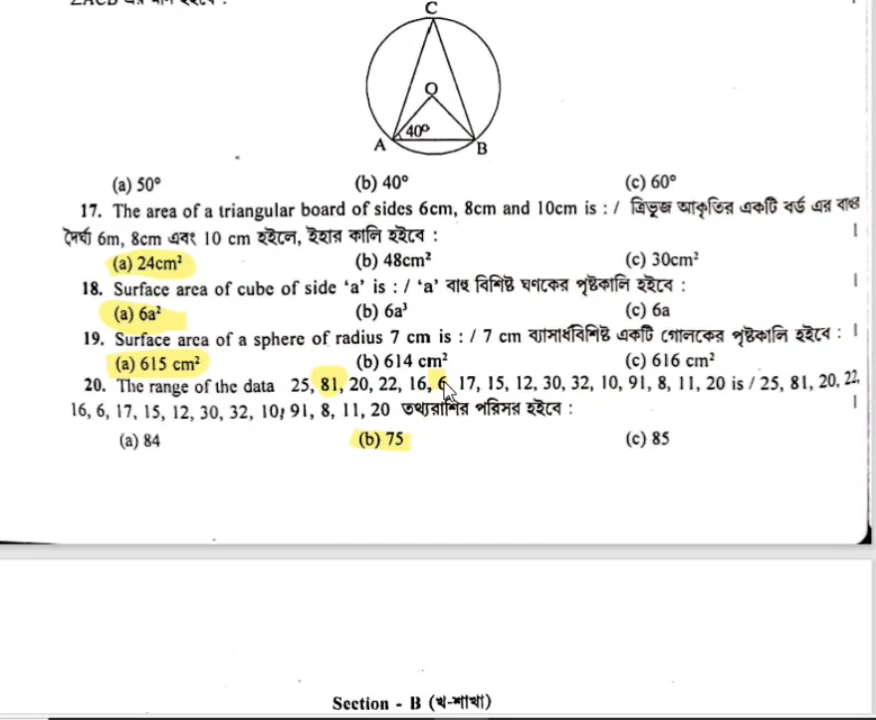 C
O
40°
A
B
(a) 50° (b) 40° (c) 60°
17. The area of a triangular board of sides 6cm, 8cm and 10cm is : / ত্রিভুজ আকৃতির একটি বর্ড এর বাহুর
দৈর্ঘ্য 6m, 8cm এবং 10 cm হইলে, ইহার কালি হইবে : 1
(a) 24cm² (b) 48cm² (c) 30cm²
18. Surface area of cube of side ‘a’ is : / ‘a’ বাহু বিশিষ্ট ঘণকের পৃষ্টকালি হইবে : 1
(a) 6a² (b) 6a³ (c) 6a
19. Surface area of a sphere of radius 7 cm is : / 7 cm ব্যাসার্ধবিশিষ্ট একটি গোলকের পৃষ্টকালি হইবে : 1
(a) 615 cm² (b) 614 cm² (c) 616 cm²
20. The range of the data 25, 81, 20, 22, 16, 6, 17, 15, 12, 30, 32, 10, 91, 8, 11, 20 is / 25, 81, 20, 22,
16, 6, 17, 15, 12, 30, 32, 10, 91, 8, 11, 20 তথ্যরাশির পরিসর হইবে : 1
(a) 84 (b) 75 (c) 85
Section - B (খ-শাখা)